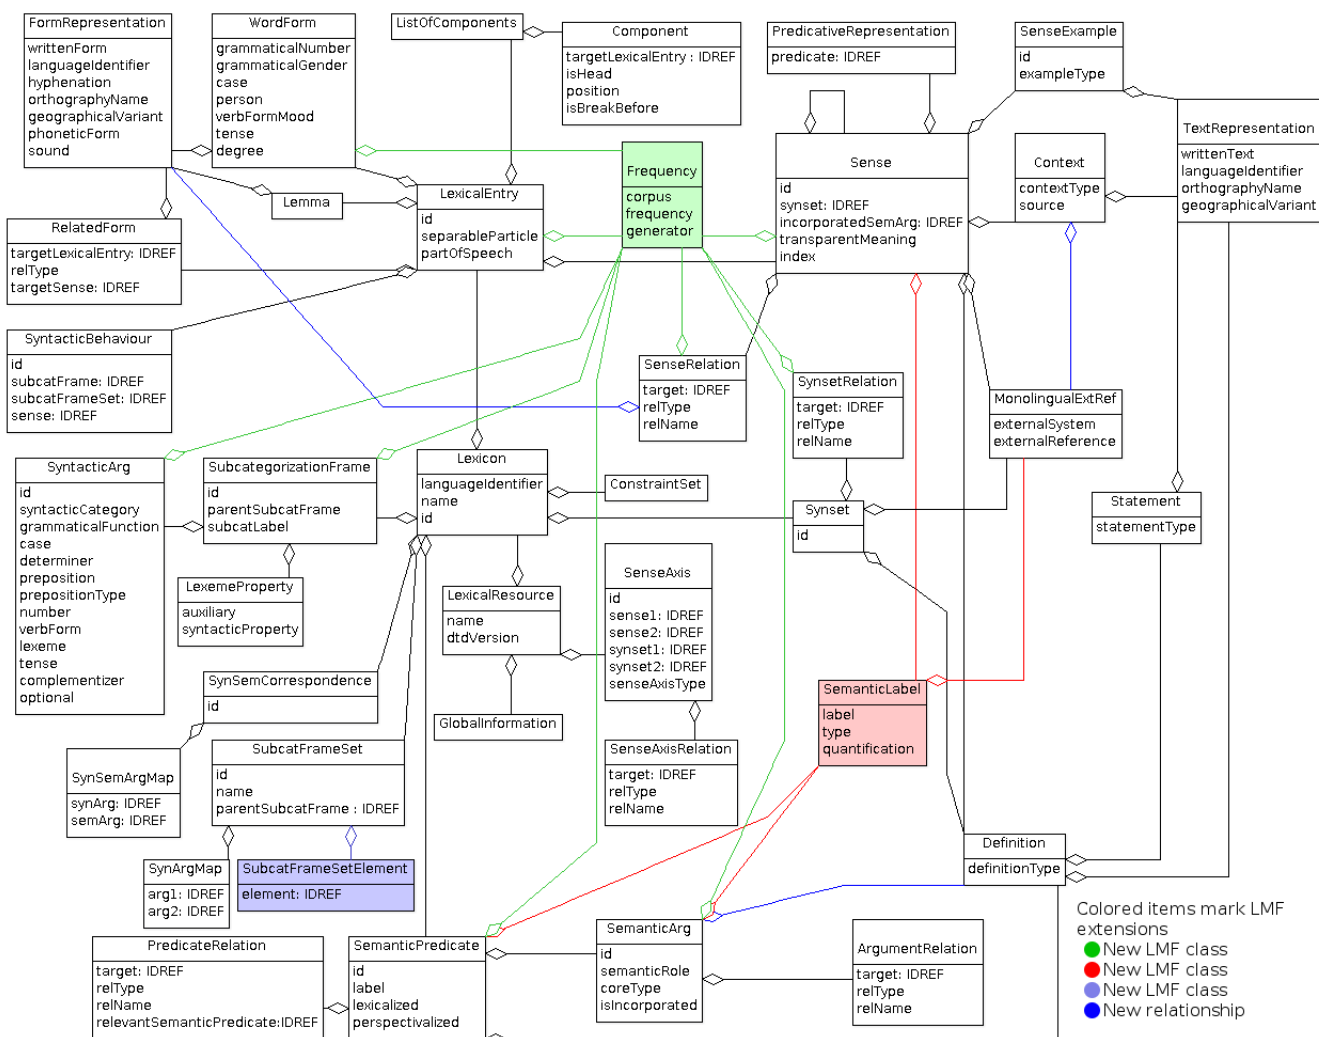 FormRepresentation
writtenForm
languageIdentifier
hyphenation
orthographyName
geographicalVariant
phoneticForm
sound
WordForm
grammaticalNumber
grammaticalGender
case
person
verbFormMood
tense
degree
ListOfComponents
Component
targetLexicalEntry : IDREF
isHead
position
isBreakBefore
PredicativeRepresentation
predicate: IDREF
SenseExample
id
exampleType
TextRepresentation
writtenText
languageIdentifier
orthographyName
geographicalVariant
Frequency
corpus
frequency
generator
Sense
id
synset: IDREF
incorporatedSemArg: IDREF
transparentMeaning
index
Context
contextType
source
Lemma
LexicalEntry
id
separableParticle
partOfSpeech
RelatedForm
targetLexicalEntry: IDREF
relType
targetSense: IDREF
SyntacticBehaviour
id
subcatFrame: IDREF
subcatFrameSet: IDREF
sense: IDREF
SenseRelation
target: IDREF
relType
relName
SynsetRelation
target: IDREF
relType
relName
MonolingualExtRef
externalSystem
externalReference
SyntacticArg
id
syntacticCategory
grammaticalFunction
case
determiner
preposition
prepositionType
number
verbForm
lexeme
tense
complementizer
optional
SubcategorizationFrame
id
parentSubcatFrame
subcatLabel
Lexicon
languageIdentifier
name
id
ConstraintSet
Synset
id
Statement
statementType
LexemeProperty
auxiliary
syntacticProperty
LexicalResource
name
dtdVersion
SenseAxis
id
sense1: IDREF
sense2: IDREF
synset1: IDREF
synset2: IDREF
senseAxisType
SynSemCorrespondence
id
GlobalInformation
SemanticLabel
label
type
quantification
SynSemArgMap
synArg: IDREF
semArg: IDREF
SubcatFrameSet
id
name
parentSubcatFrame : IDREF
SenseAxisRelation
target: IDREF
relType
relName
SynArgMap
arg1: IDREF
arg2: IDREF
SubcatFrameSetElement
element: IDREF
Definition
definitionType
PredicateRelation
target: IDREF
relType
relName
relevantSemanticPredicate:IDREF
SemanticPredicate
id
label
lexicalized
perspectivalized
SemanticArg
id
semanticRole
coreType
isIncorporated
ArgumentRelation
target: IDREF
relType
relName
Colored items mark LMF
extensions
New LMF class
New LMF class
New LMF class
New relationship